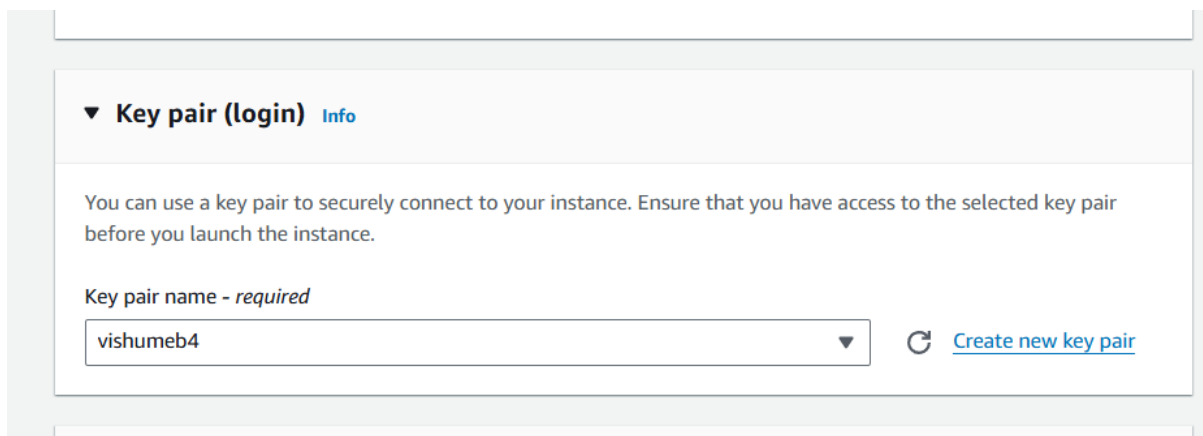 Key pair (login) Info
You can use a key pair to securely connect to your instance. Ensure that you have access to the selected key pair
before you launch the instance.
Key pair name - required
vishumeb4 Create new key pair